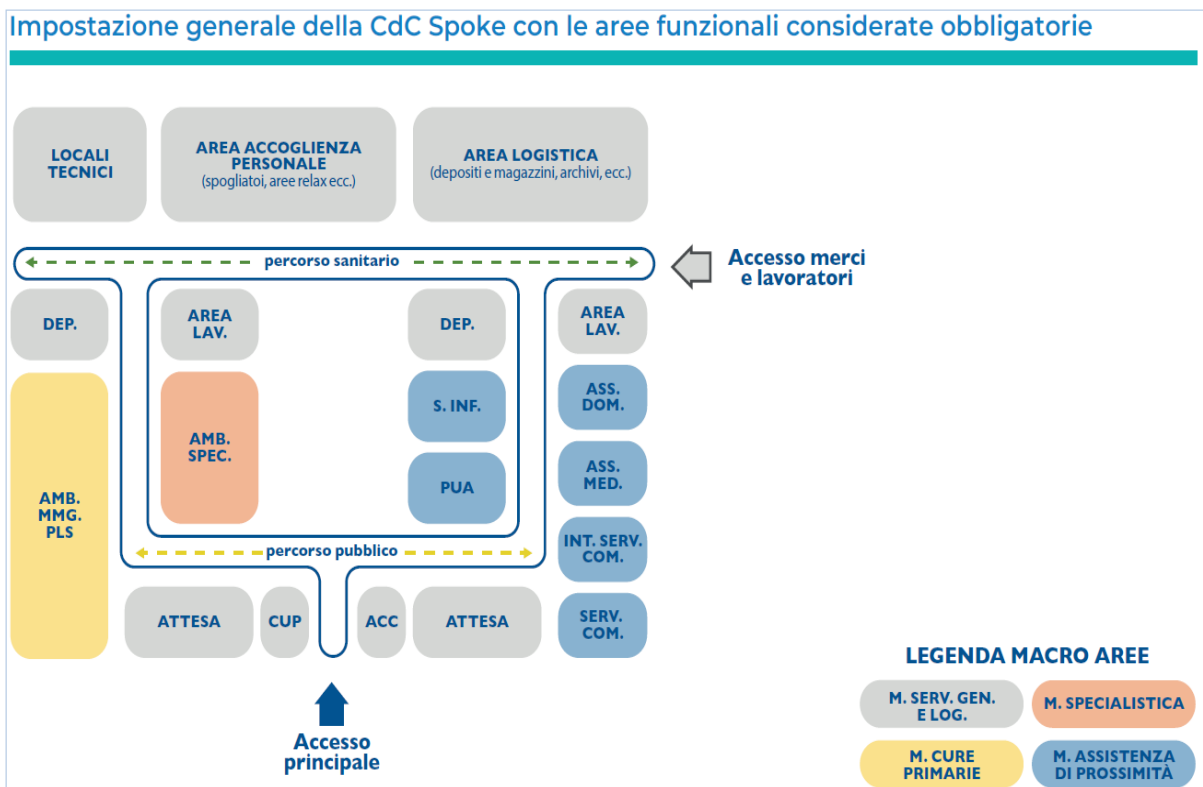 Impostazione generale della CdC Spoke con le aree funzionali considerate obbligatorie
LOCALI
TECNICI
AREA ACCOGLIENZA
PERSONALE
(spogliatoi, aree relax ecc.)
AREA LOGISTICA
(depositi e magazzini, archivi, ecc.)
percorso sanitario
Accesso merci
e lavoratori
DEP.
AREA
LAV.
DEP.
AREA
LAV.
AMB.
MMG.
PLS
AMB.
SPEC.
S. INF.
PUA
ASS.
DOM.
ASS.
MED.
INT. SERV.
COM.
SERV.
COM.
percorso pubblico
ATTESA
CUP
ACC
ATTESA
Accesso
principale
LEGENDA MACRO AREE
M. SERV. GEN.
E LOG.
M. SPECIALISTICA
M. CURE
PRIMARIE
M. ASSISTENZA
DI PROSSIMITÀ